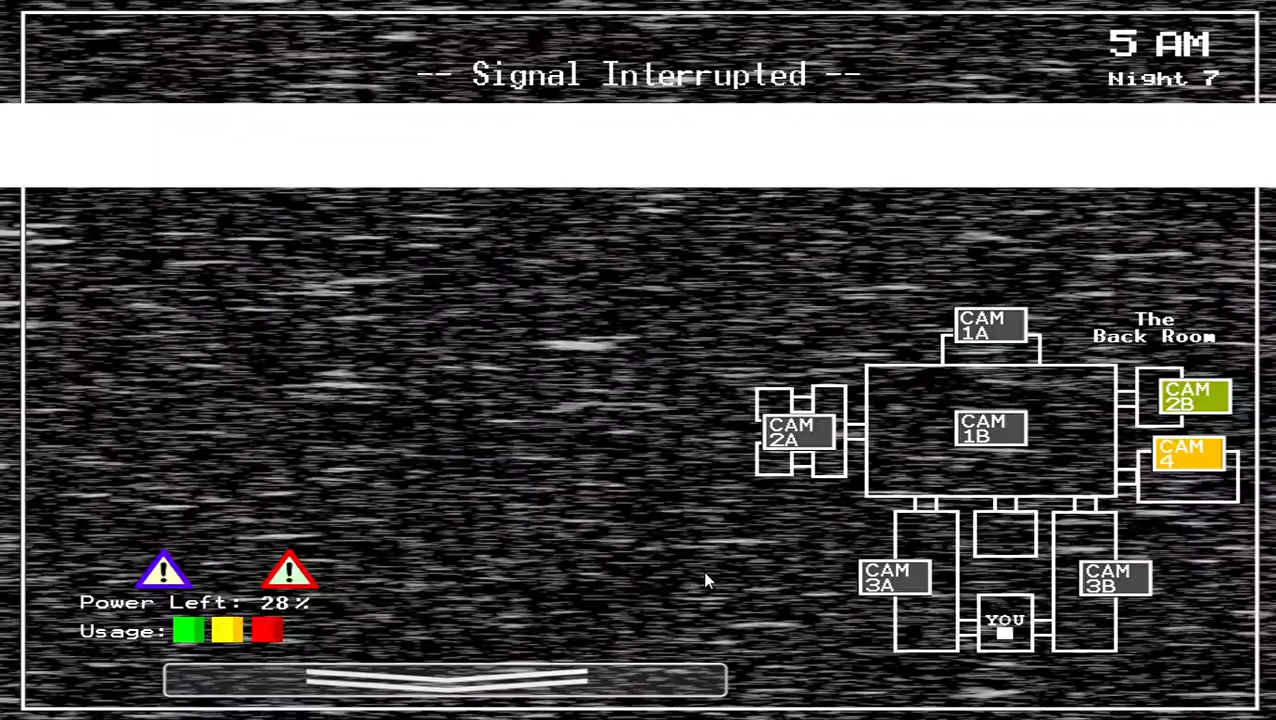 5 AM
-- Signal Interrupted --
Night 7
CAM
1A
The
Back Room
CAM
2B
CAM
2A
CAM
1B
CAM
4
!
!
CAM
3A
CAM
3B
Power Left: 28%
YOU
Usage: